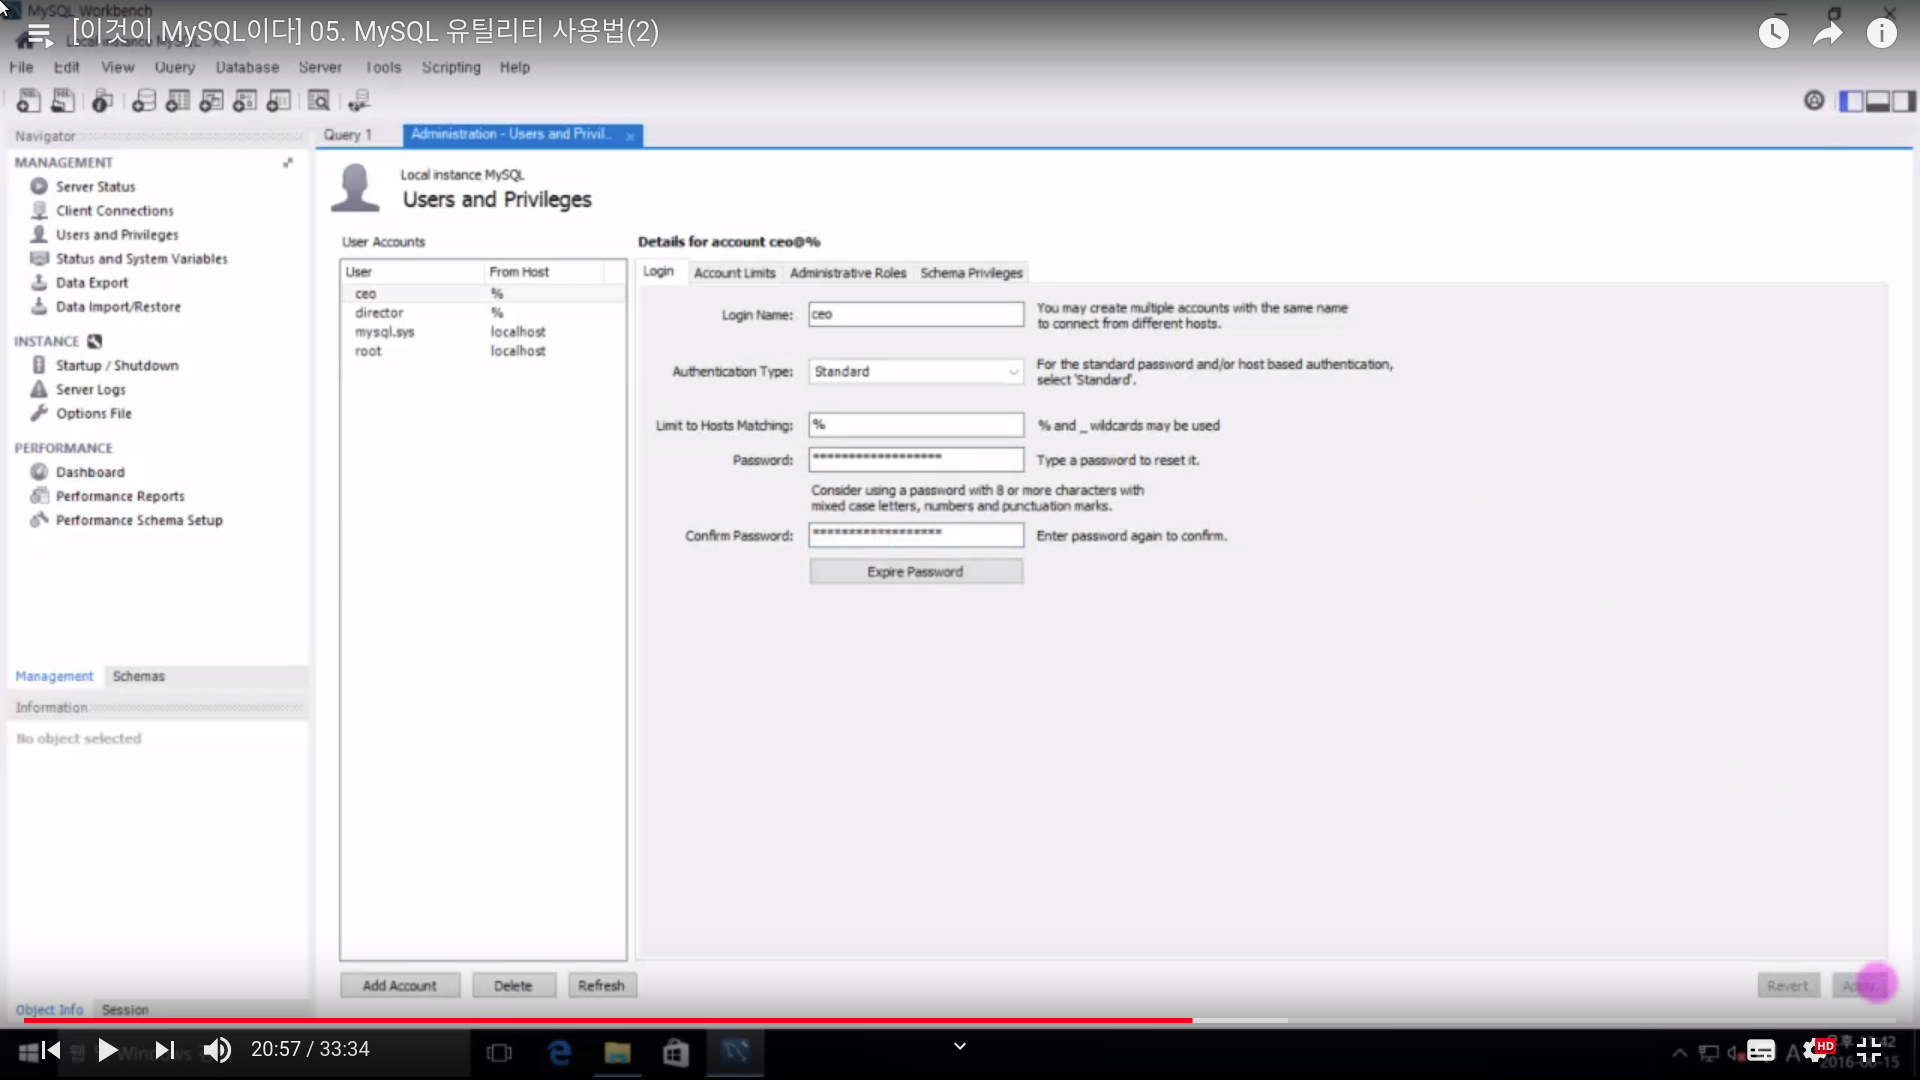 MySQL Workbench
[이것이 MySQL이다] 05. MySQL 유틸리티 사용법(2)
File Edit View Query Database Server Tools Scripting Help
Navigator
Query 1
Administration - Users and Privil..
MANAGEMENT
Server Status
Client Connections
Users and Privileges
Status and System Variables
Data Export
Data Import/Restore
INSTANCE
Startup / Shutdown
Server Logs
Options File
PERFORMANCE
Dashboard
Performance Reports
Performance Schema Setup
Management Schemas
Information
No object selected
Object Info Session
Local instance MySQL
Users and Privileges
User Accounts
User From Host
ceo %
director %
mysql.sys localhost
root localhost
Add Account Delete Refresh
Details for account ceo@%
Login Account Limits Administrative Roles Schema Privileges
Login Name: ceo You may create multiple accounts with the same name
to connect from different hosts.
Authentication Type: Standard For the standard password and/or host based authentication,
select 'Standard'.
Limit to Hosts Matching: % % and _ wildcards may be used
Password: ******************* Type a password to reset it.
Consider using a password with 8 or more characters with
mixed case letters, numbers and punctuation marks.
Confirm Password: ******************* Enter password again to confirm.
Expire Password
Revert Apply
20:57 / 33:34
HD